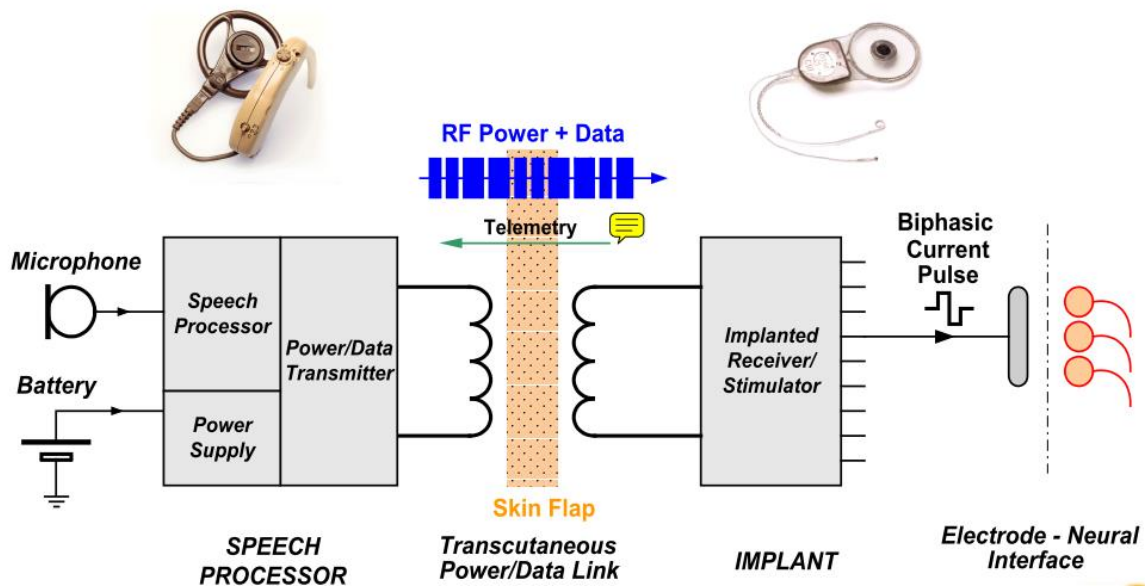 RF Power + Data
Telemetry
Biphasic
Current
Pulse
Microphone
Speech
Processor
Power/Data
Transmitter
Implanted
Receiver/
Stimulator
Battery
Power
Supply
Skin Flap
SPEECH
PROCESSOR
Transcutaneous
Power/Data Link
IMPLANT
Electrode - Neural
Interface